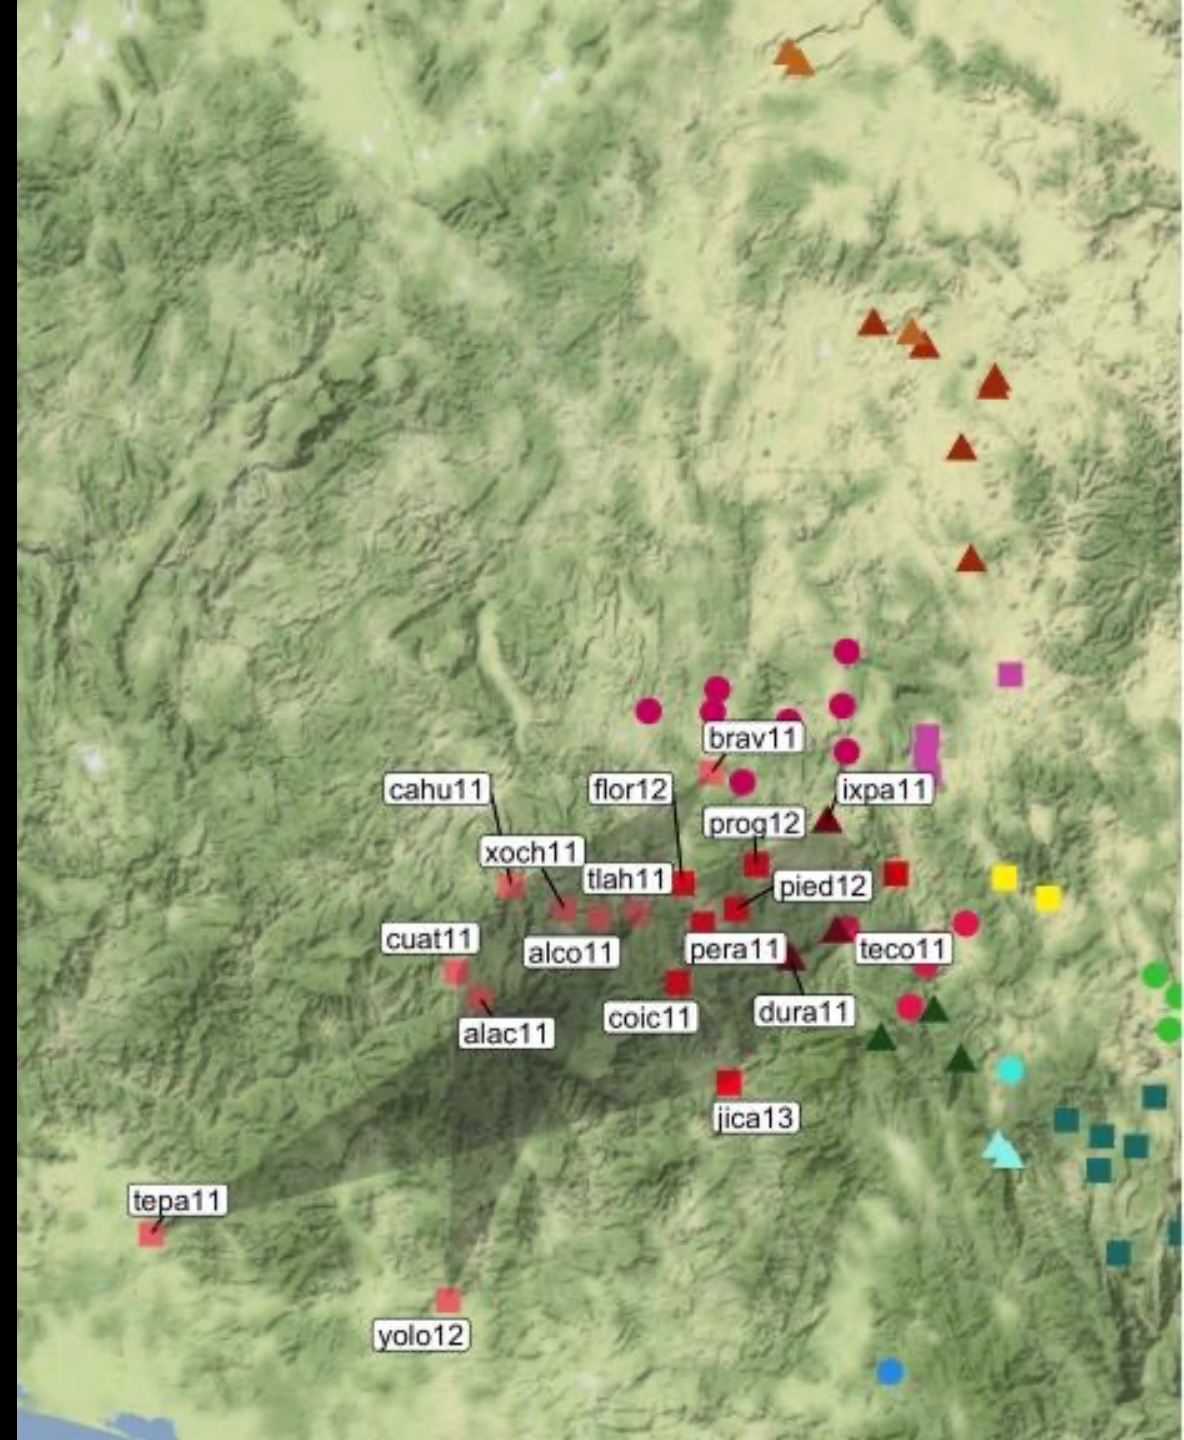 brav11
cahu11
flor12
ixpa11
prog12
xoch11
tlah11
pied12
cuat11
alco11
pera11
teco11
coic11
dura11
alac11
jica13
tepa11
yolo12